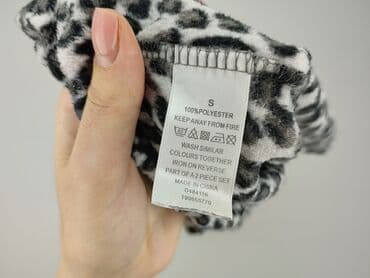 S
100%POLYESTER
KEEP AWAY FROM FIRE
WASH SIMILAR
COLOURS TOGETHER
IRON ON REVERSE
PART OF A 2 PIECE SET
MADE IN CHINA